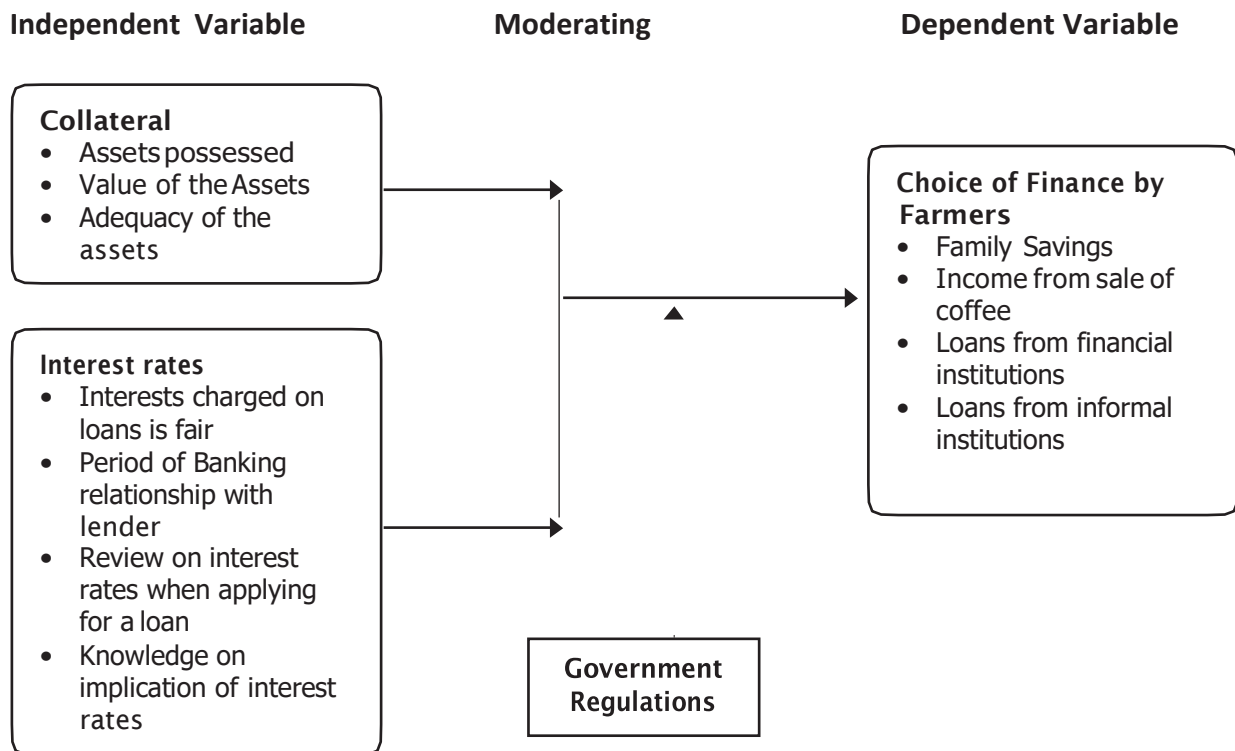 Independent Variable
Moderating
Dependent Variable
Collateral
• Assets possessed
• Value of the Assets
• Adequacy of the
assets
Interest rates
• Interests charged on
loans is fair
• Period of Banking
relationship with
lender
• Review on interest
rates when applying
for a loan
• Knowledge on
implication of interest
rates
Government
Regulations
Choice of Finance by
Farmers
• Family Savings
• Income from sale of
coffee
• Loans from financial
institutions
• Loans from informal
institutions